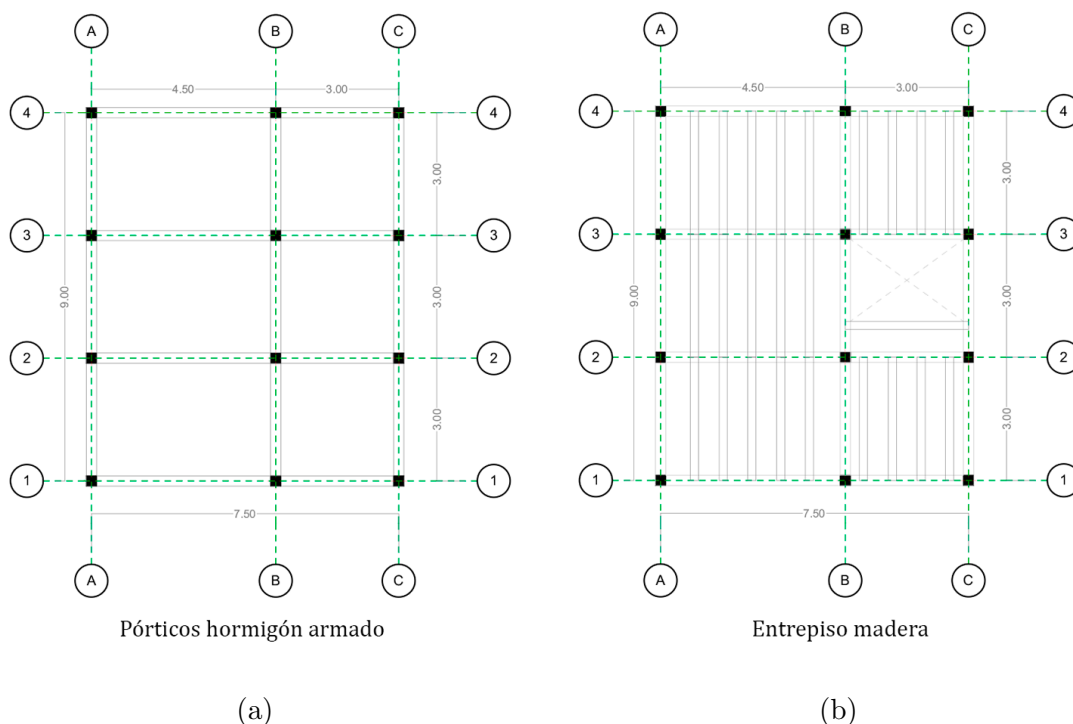 A B C A B C
4.50 3.00 4.50 3.00
4 4 4 4
3.00 3.00
3 3 3 3
9.00 3.00 9.00 3.00
2 2 2 2
3.00 3.00
1 1 1 1
7.50 7.50
A B C A B C
Pórticos hormigón armado Entrepiso madera
(a) (b)